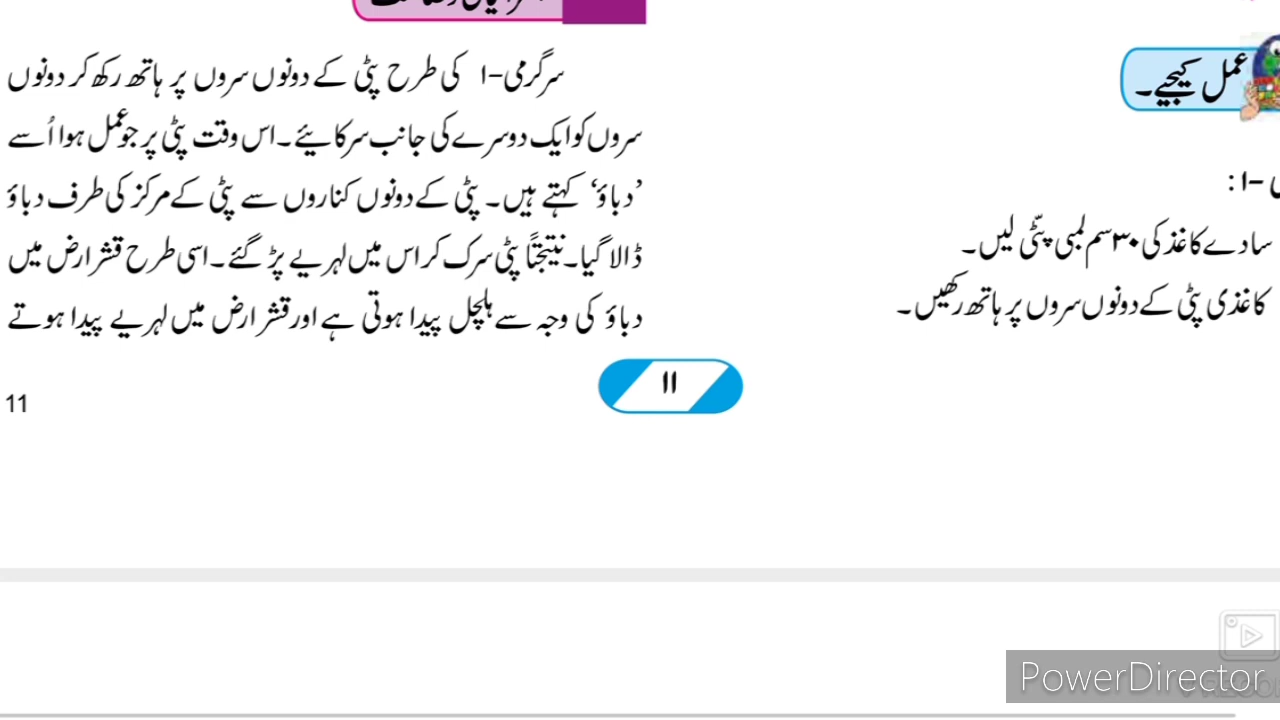 عمل کیجیے۔
۱- :
سادے کاغذ کی ۳۰ سم لمبی پٹّی لیں۔
کاغذی پٹی کے دونوں سروں پر ہاتھ رکھیں۔
سرگرمی-۱ کی طرح پٹی کے دونوں سروں پر ہاتھ رکھ کر دونوں
سروں کو ایک دوسرے کی جانب سرکایئے۔ اس وقت پٹی پر جو عمل ہوا اُسے
’دباؤ‘ کہتے ہیں۔ پٹی کے دونوں کناروں سے پٹی کے مرکز کی طرف دباؤ
ڈالا گیا۔ نتیجتاً پٹی سرک کر اس میں لہریے پڑ گئے۔ اسی طرح قشر ارض میں
دباؤ کی وجہ سے ہلچل پیدا ہوتی ہے اور قشر ارض میں لہریے پیدا ہوتے
۱۱
11
PowerDirector